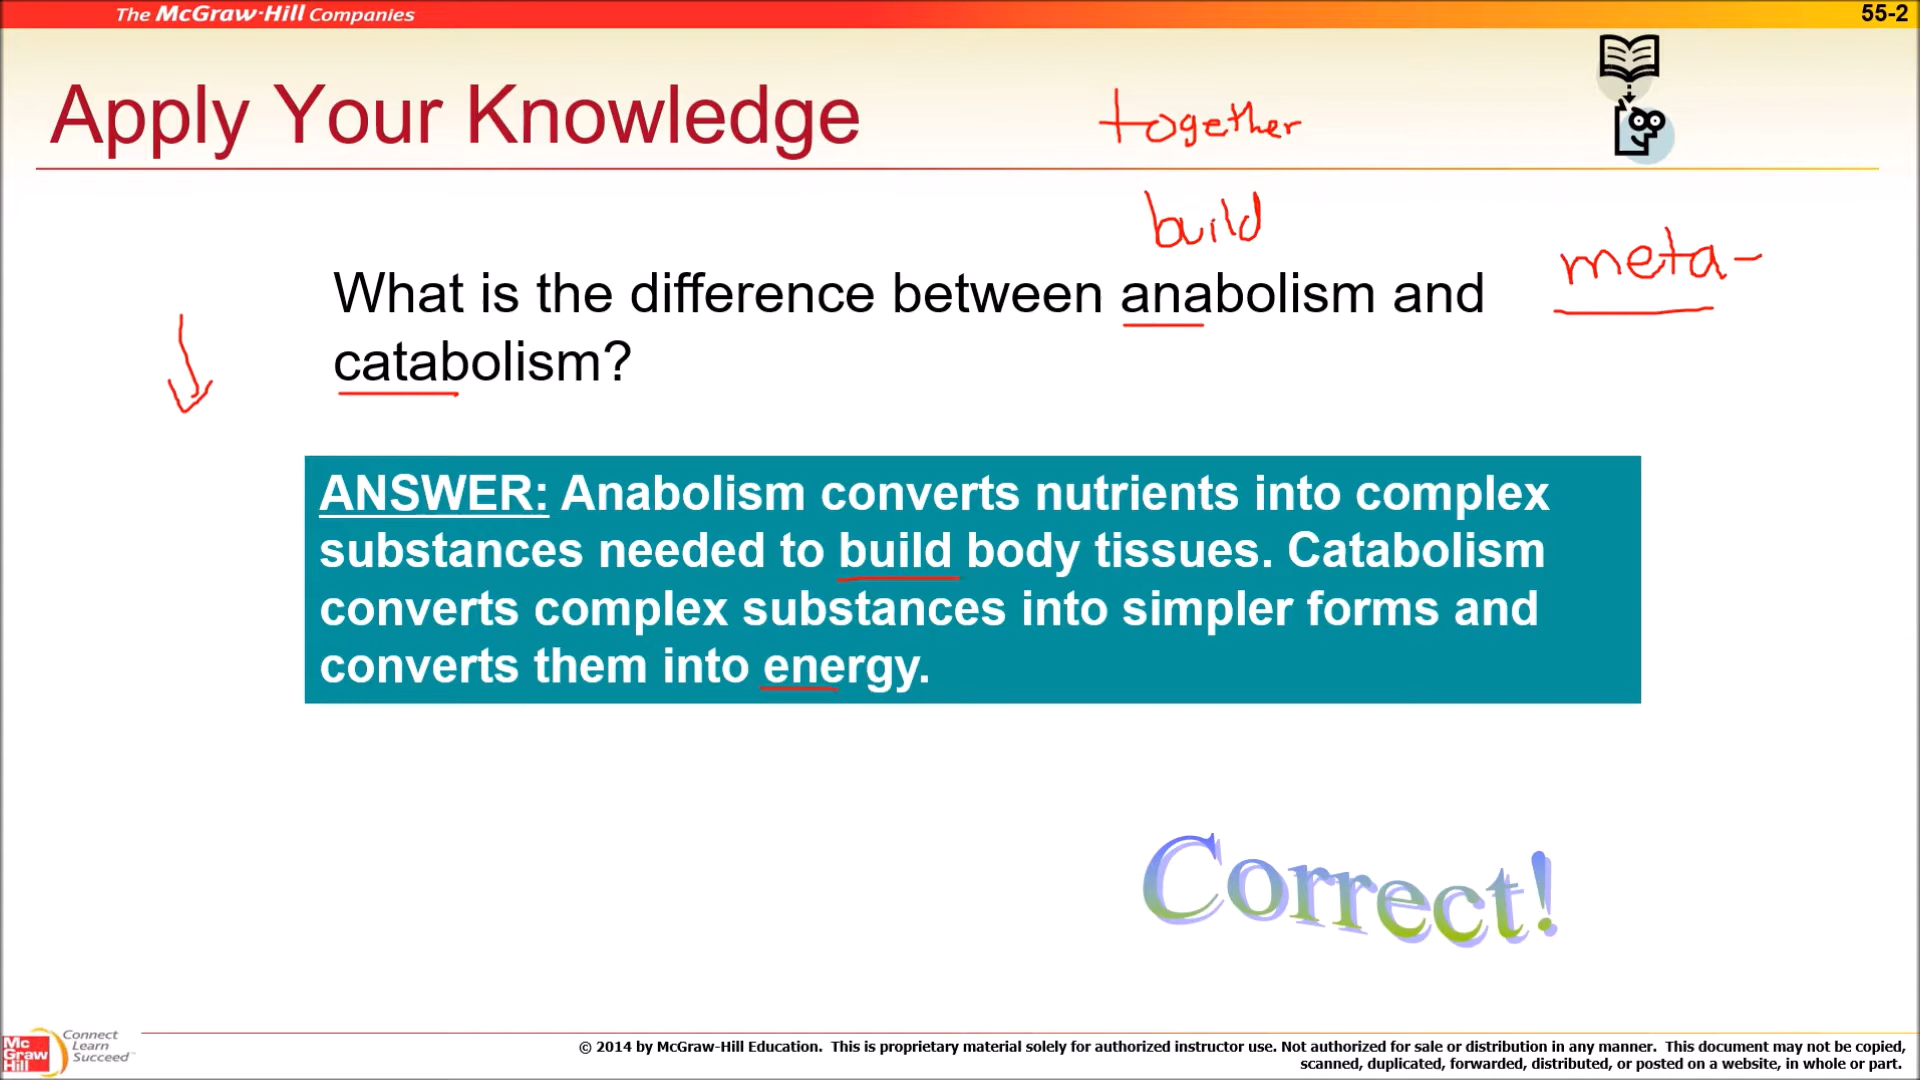 The McGraw-Hill Companies
55-2
Apply Your Knowledge
together
build
meta-
What is the difference between anabolism and
catabolism?
ANSWER: Anabolism converts nutrients into complex
substances needed to build body tissues. Catabolism
converts complex substances into simpler forms and
converts them into energy.
Correct!
Mc
Graw
Hill
Connect
Learn
Succeed™
© 2014 by McGraw-Hill Education. This is proprietary material solely for authorized instructor use. Not authorized for sale or distribution in any manner. This document may not be copied,
scanned, duplicated, forwarded, distributed, or posted on a website, in whole or part.